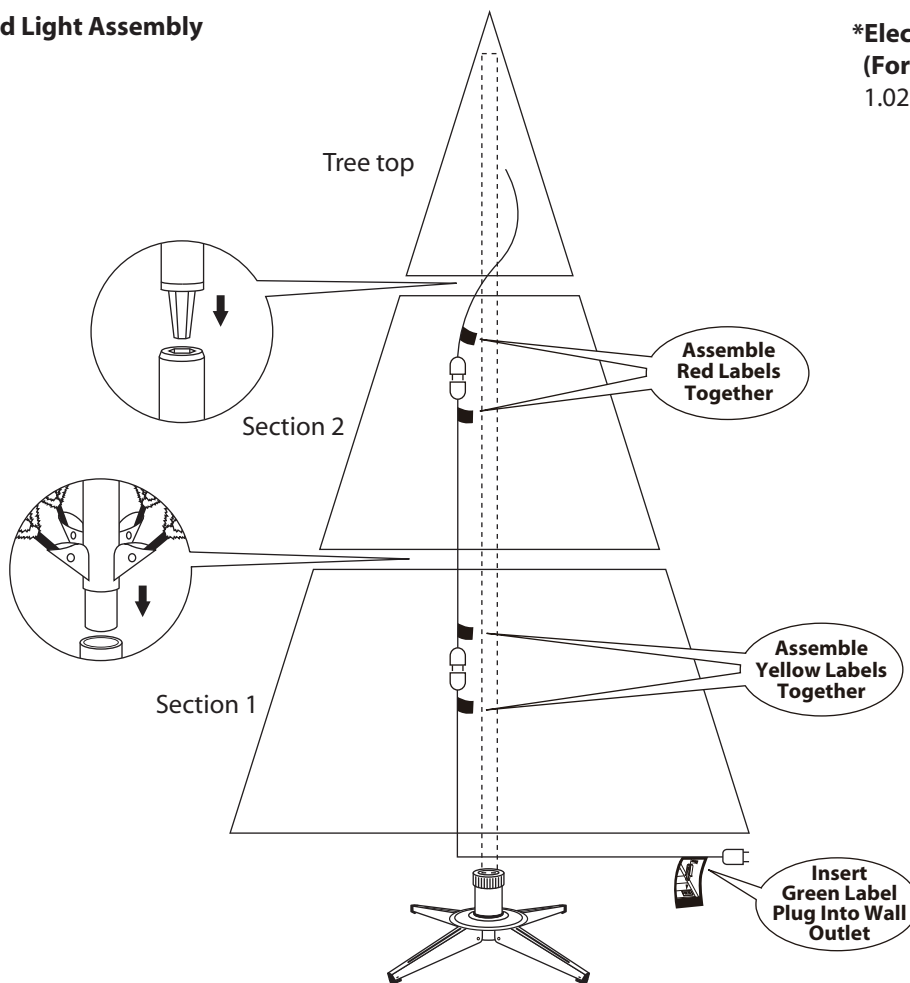 d Light Assembly
*Elec
(For
1.02
Tree top
Assemble
Red Labels
Together
Section 2
Assemble
Yellow Labels
Together
Section 1
Insert
Green Label
Plug Into Wall
Outlet